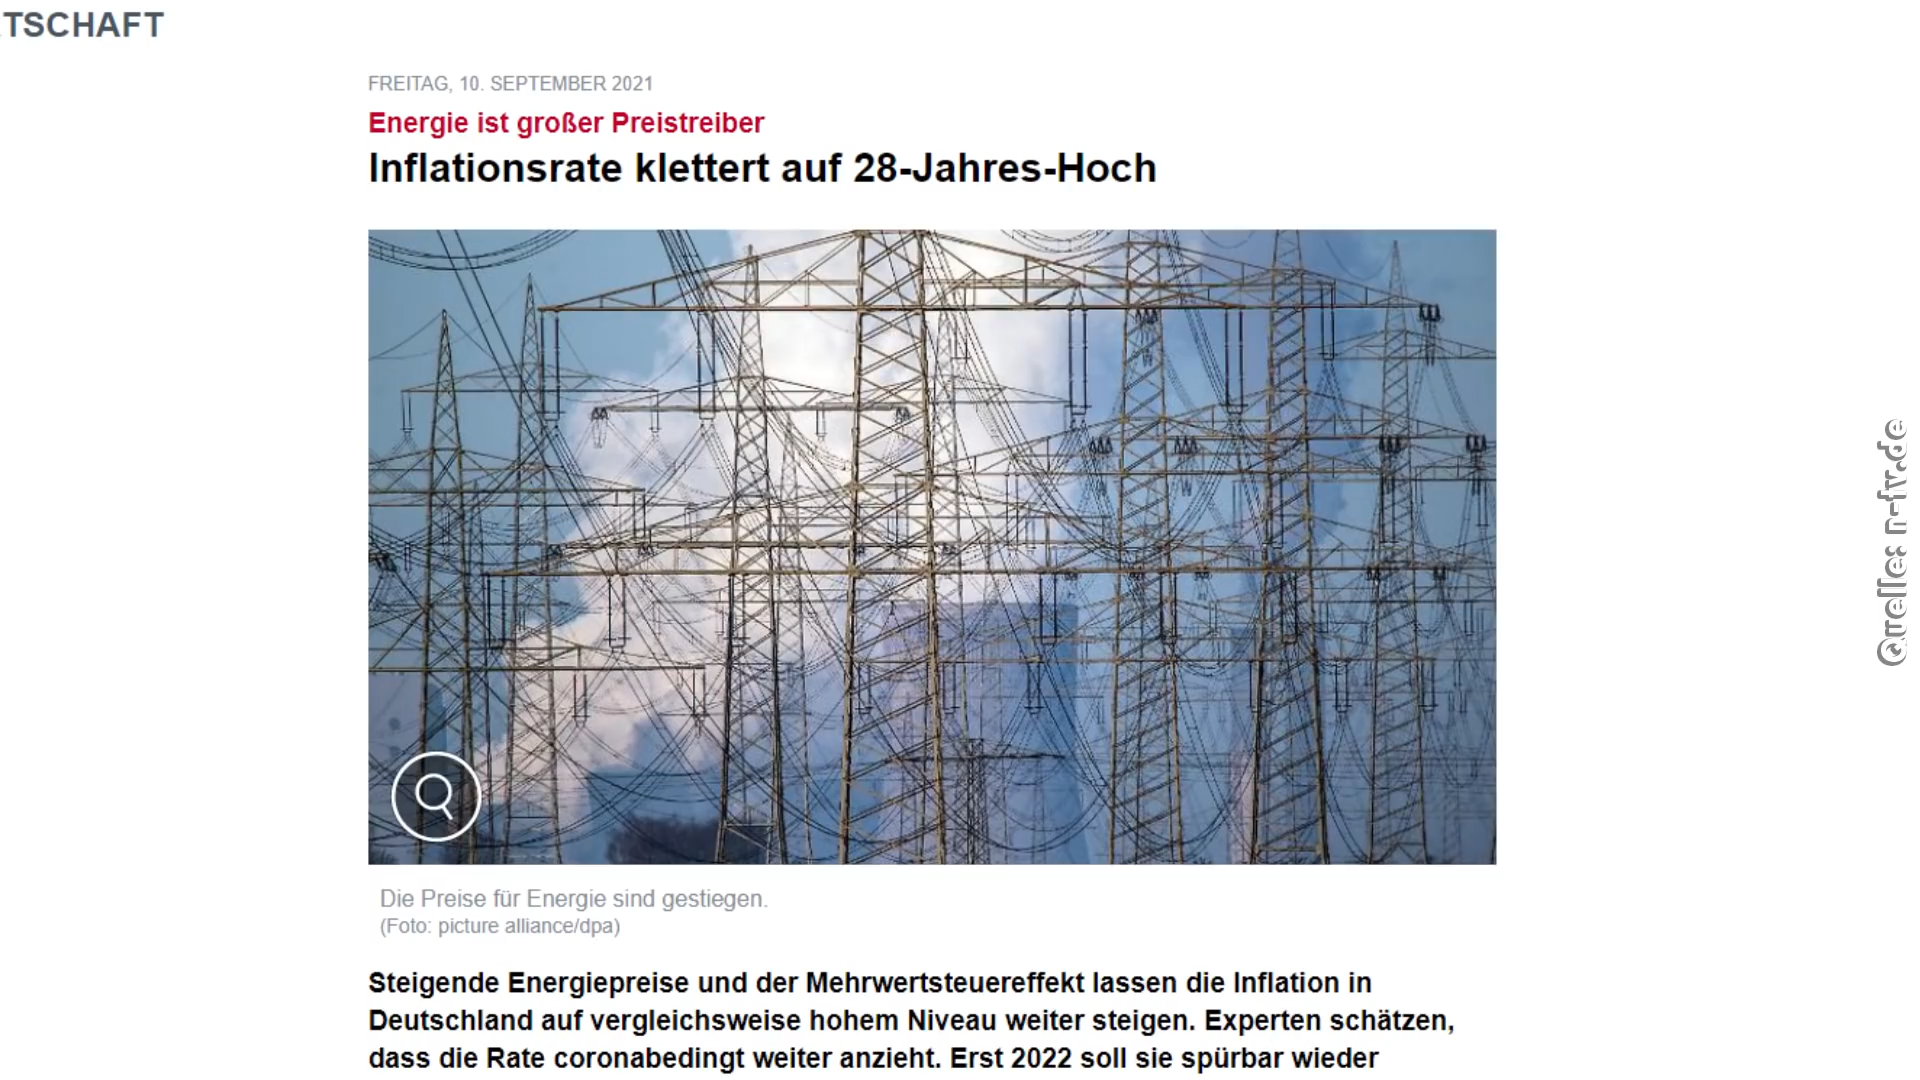 TSCHAFT
FREITAG, 10. SEPTEMBER 2021
Energie ist großer Preistreiber
Inflationsrate klettert auf 28-Jahres-Hoch
Die Preise für Energie sind gestiegen.
(Foto: picture alliance/dpa)
Steigende Energiepreise und der Mehrwertsteuereffekt lassen die Inflation in
Deutschland auf vergleichsweise hohem Niveau weiter steigen. Experten schätzen,
dass die Rate coronabedingt weiter anzieht. Erst 2022 soll sie spürbar wieder
Quelle: n-tv.de